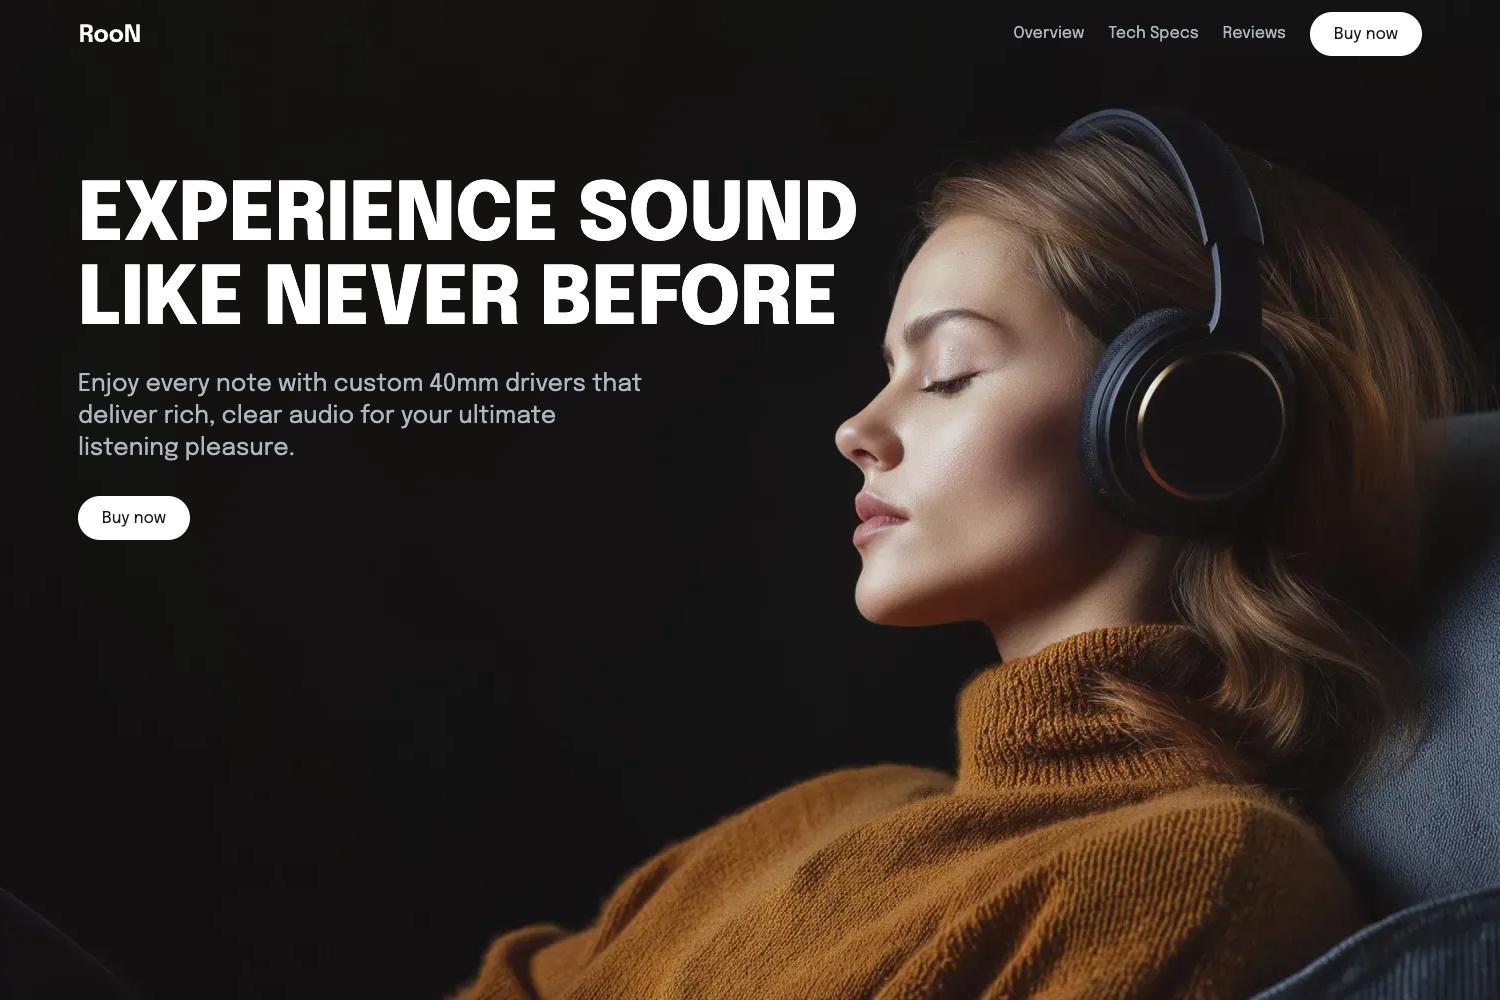 RooN
Overview
Tech Specs
Reviews
Buy now
EXPERIENCE SOUND
LIKE NEVER BEFORE
Enjoy every note with custom 40mm drivers that
deliver rich, clear audio for your ultimate
listening pleasure.
Buy now